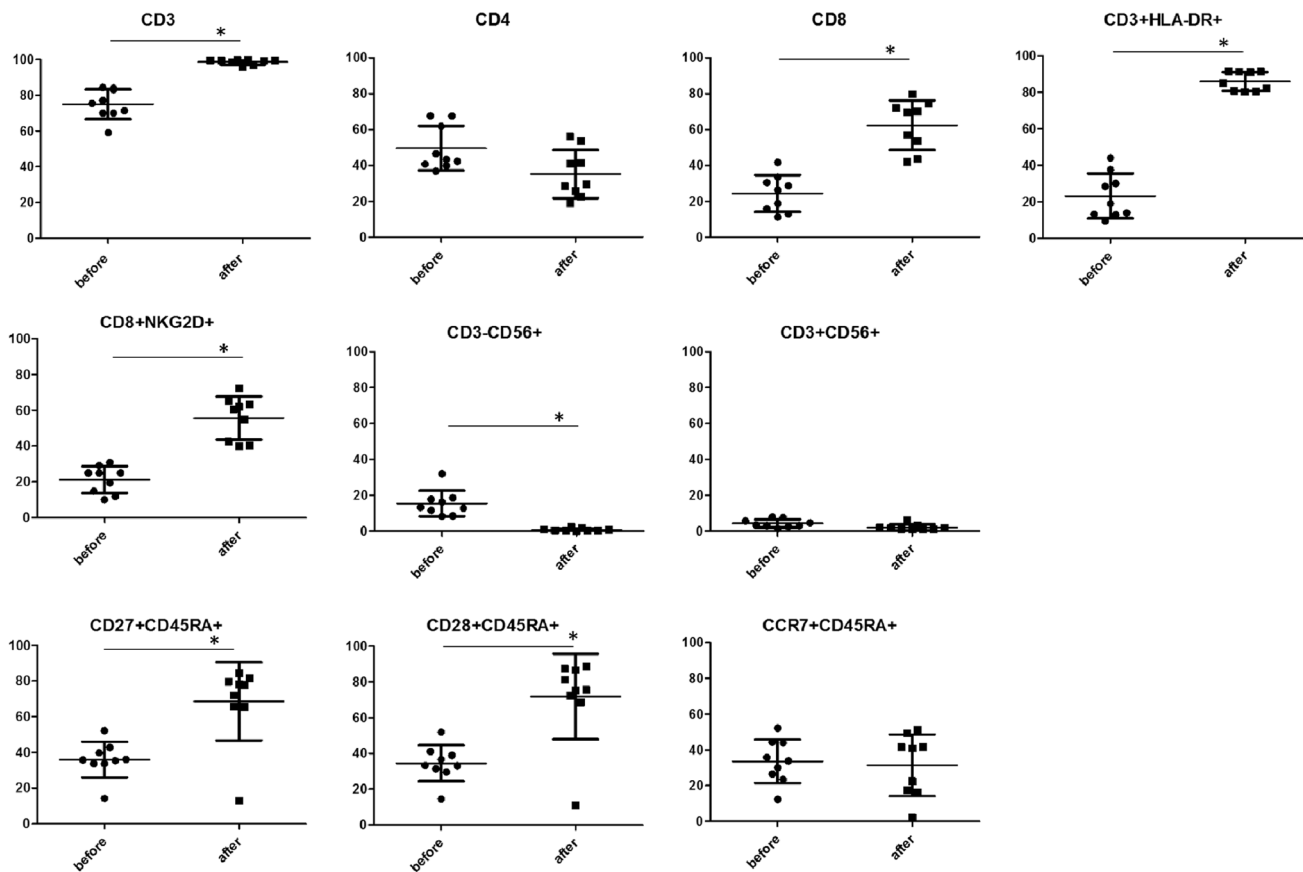 CD3
*
100
80
60
40
20
0
before
after
CD4
100
80
60
40
20
0
before
after
CD8
*
100
80
60
40
20
0
before
after
CD3+HLA-DR+
*
100
80
60
40
20
0
before
after
CD8+NKG2D+
*
100
80
60
40
20
0
before
after
CD3-CD56+
*
100
80
60
40
20
0
before
after
CD3+CD56+
100
80
60
40
20
0
before
after
CD27+CD45RA+
*
100
80
60
40
20
0
before
after
CD28+CD45RA+
*
100
80
60
40
20
0
before
after
CCR7+CD45RA+
100
80
60
40
20
0
before
after